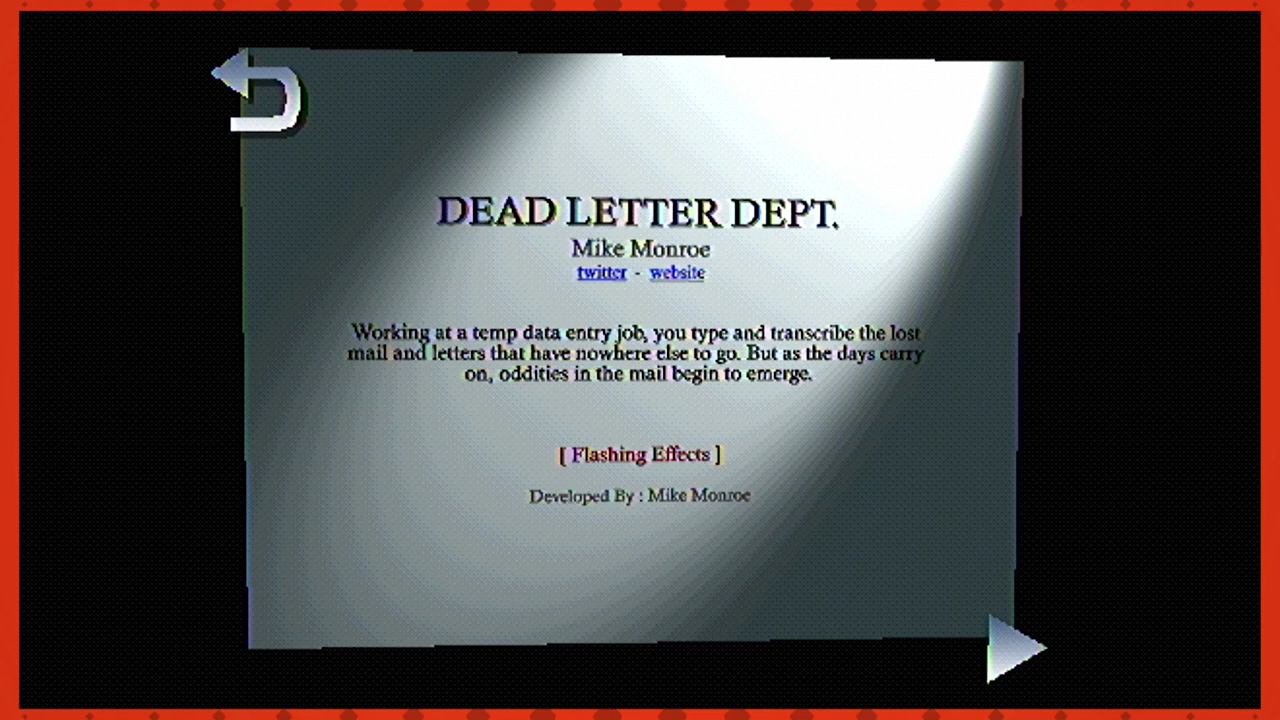 DEAD LETTER DEPT.
Mike Monroe
twitter - website
Working at a temp data entry job, you type and transcribe the lost
mail and letters that have nowhere else to go. But as the days carry
on, oddities in the mail begin to emerge.
[ Flashing Effects ]
Developed By : Mike Monroe